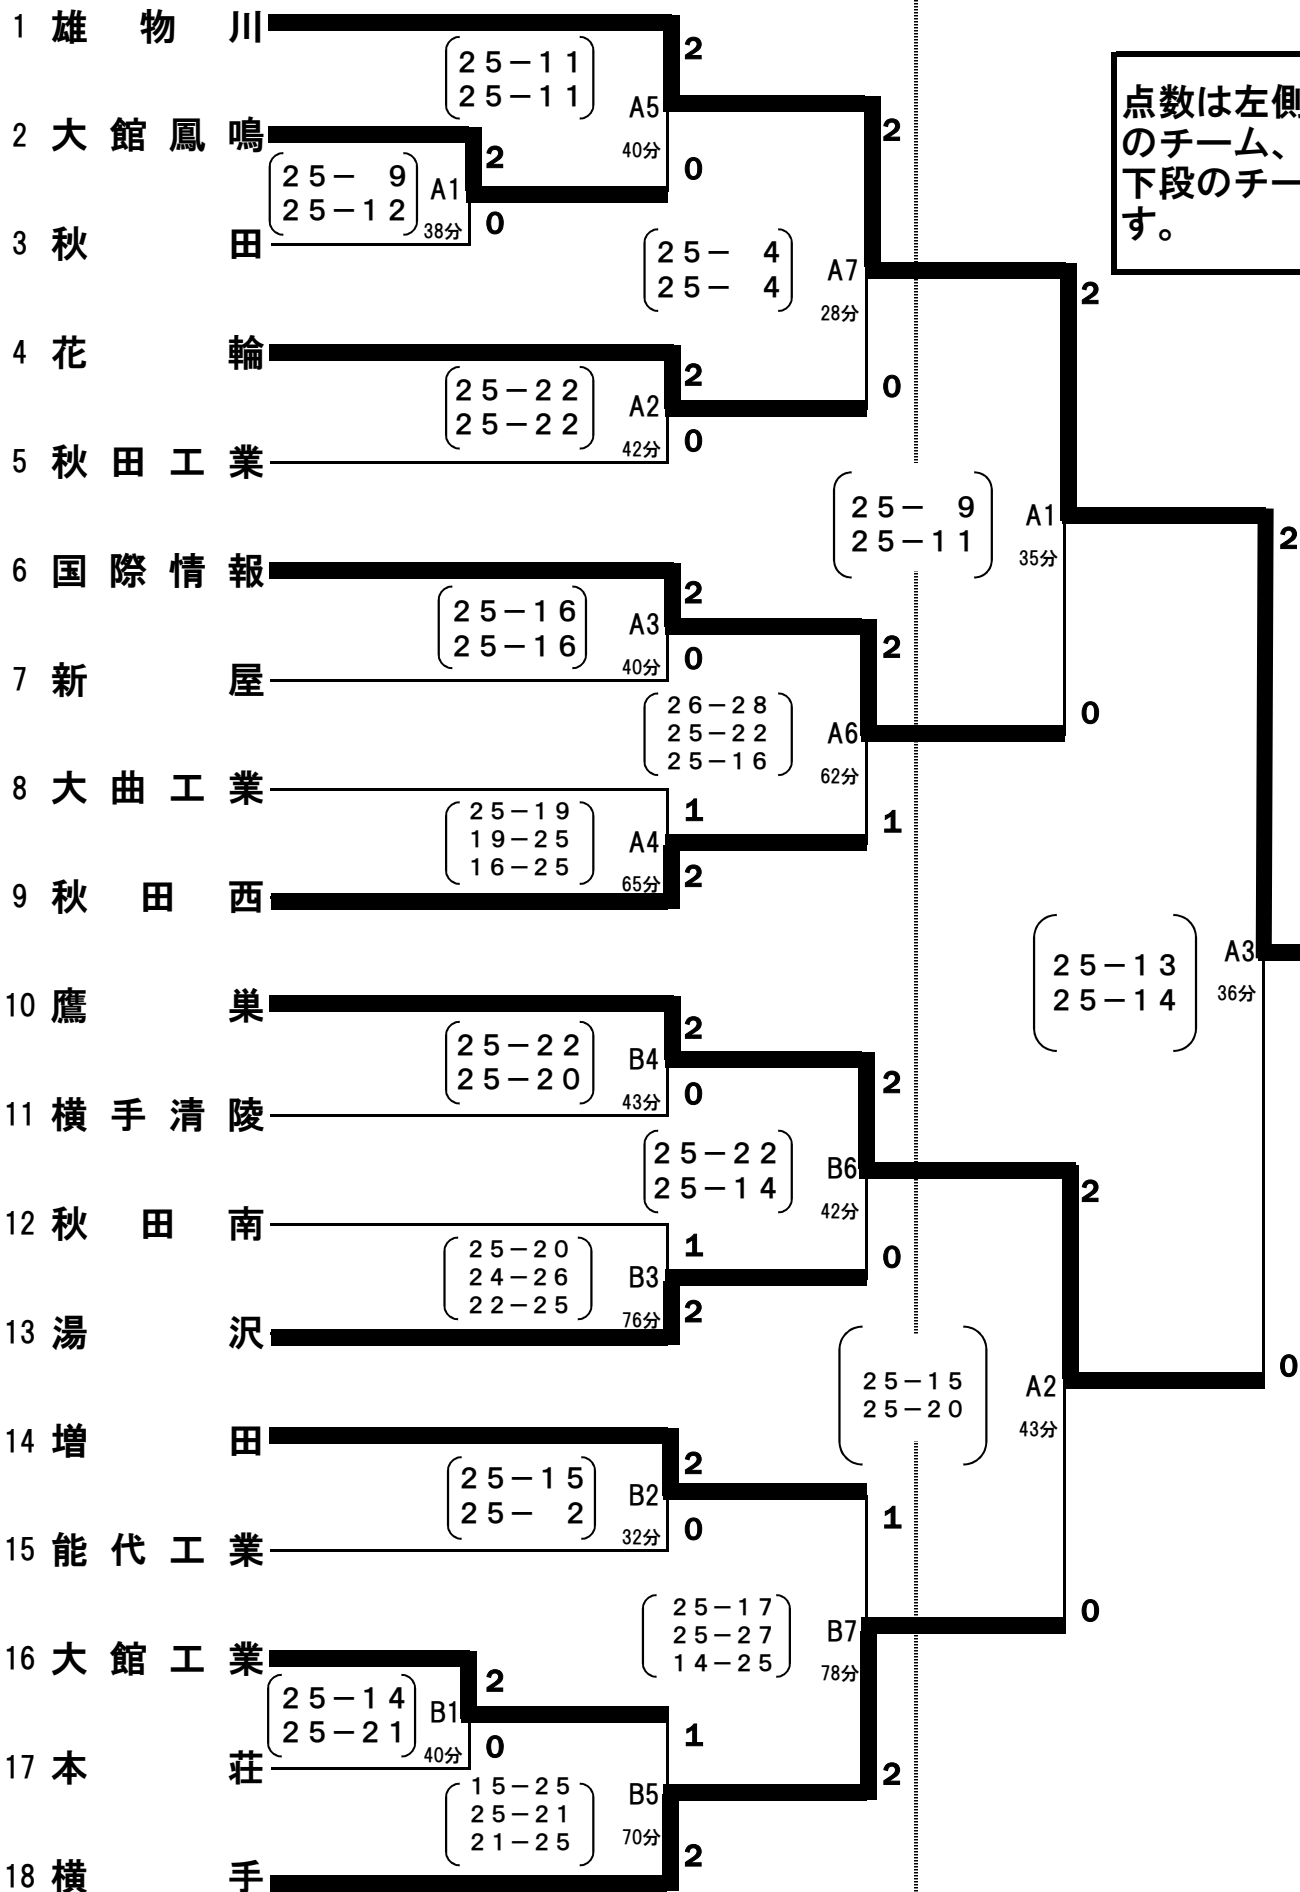 1 雄物川
2
25-11
25-11
A5
40分
点数は左側
のチーム、
下段のチー
す。
2 大館鳳鳴
2
2
25- 9
25-12
A1
38分
0
0
3 秋田
25- 4
25- 4
A7
28分
2
4 花輪
2
0
25-22
25-22
A2
42分
0
5 秋田工業
25- 9
25-11
A1
35分
2
6 国際情報
2
25-16
25-16
A3
40分
0
2
7 新屋
26-28
25-22
25-16
A6
62分
0
8 大曲工業
1
1
25-19
19-25
16-25
A4
65分
2
9 秋田西
25-13
25-14
A3
36分
10 鷹巣
2
25-22
25-20
B4
43分
0
2
11 横手清陵
25-22
25-14
B6
42分
2
12 秋田南
1
0
25-20
24-26
22-25
B3
76分
2
13 湯沢
25-15
25-20
A2
43分
0
14 増田
2
25-15
25- 2
B2
32分
0
1
15 能代工業
25-17
25-27
14-25
B7
78分
0
16 大館工業
2
25-14
25-21
B1
40分
0
1
17 本荘
2
15-25
25-21
21-25
B5
70分
2
18 横手